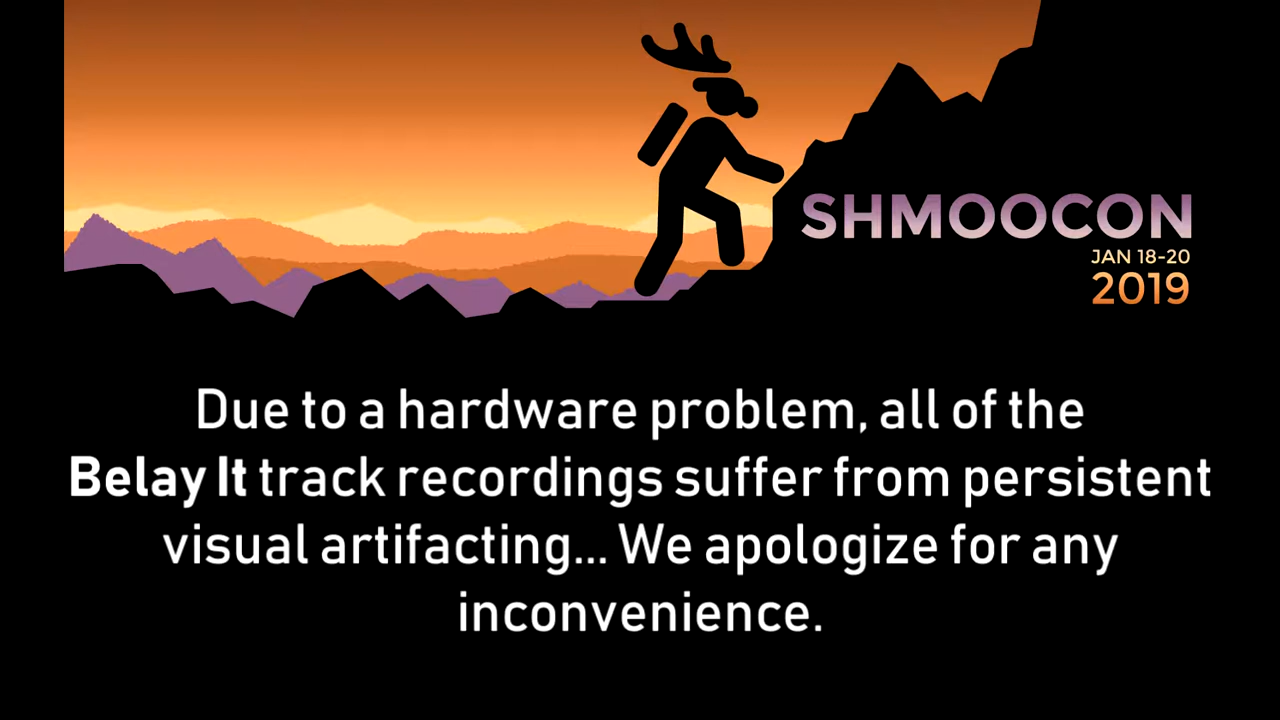 SHMOOCON
JAN 18-20
2019
Due to a hardware problem, all of the
Belay It track recordings suffer from persistent
visual artifacting... We apologize for any
inconvenience.